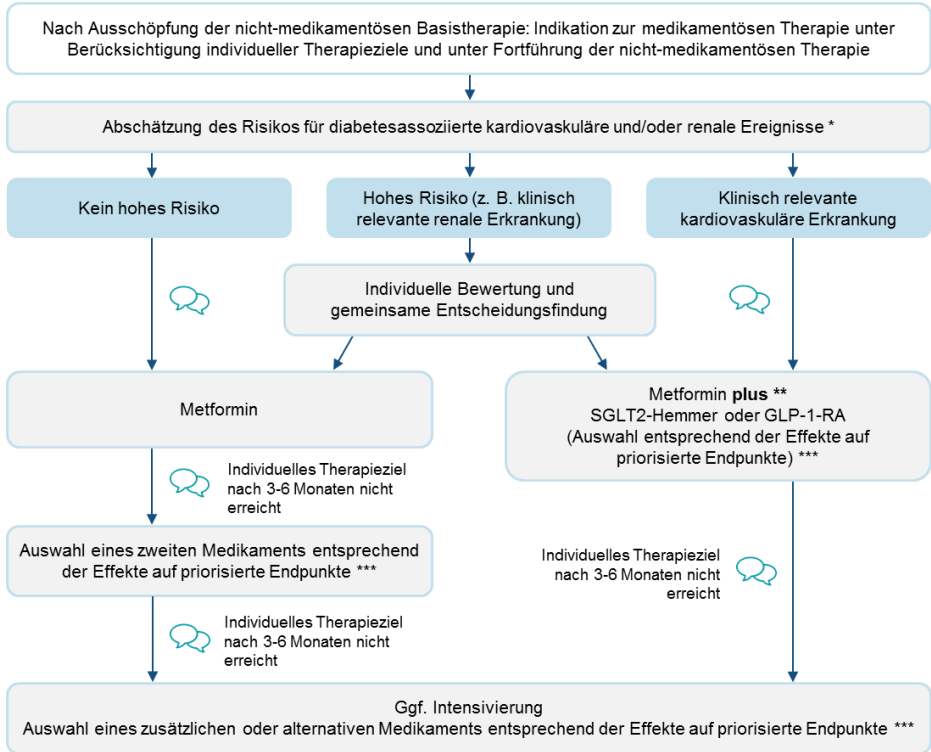 Nach Ausschöpfung der nicht-medikamentösen Basistherapie: Indikation zur medikamentösen Therapie unter
Berücksichtigung individueller Therapieziele und unter Fortführung der nicht-medikamentösen Therapie
Abschätzung des Risikos für diabetesassoziierte kardiovaskuläre und/oder renale Ereignisse *
Kein hohes Risiko
Hohes Risiko (z. B. klinisch
relevante renale Erkrankung)
Klinisch relevante
kardiovaskuläre Erkrankung
Individuelle Bewertung und
gemeinsame Entscheidungsfindung
Metformin
Metformin plus **
SGLT2-Hemmer oder GLP-1-RA
(Auswahl entsprechend der Effekte auf
priorisierte Endpunkte) ***
Individuelles Therapieziel
nach 3-6 Monaten nicht
erreicht
Auswahl eines zweiten Medikaments entsprechend
der Effekte auf priorisierte Endpunkte ***
Individuelles Therapieziel
nach 3-6 Monaten nicht
erreicht
Individuelles Therapieziel
nach 3-6 Monaten nicht
erreicht
Ggf. Intensivierung
Auswahl eines zusätzlichen oder alternativen Medikaments entsprechend der Effekte auf priorisierte Endpunkte ***